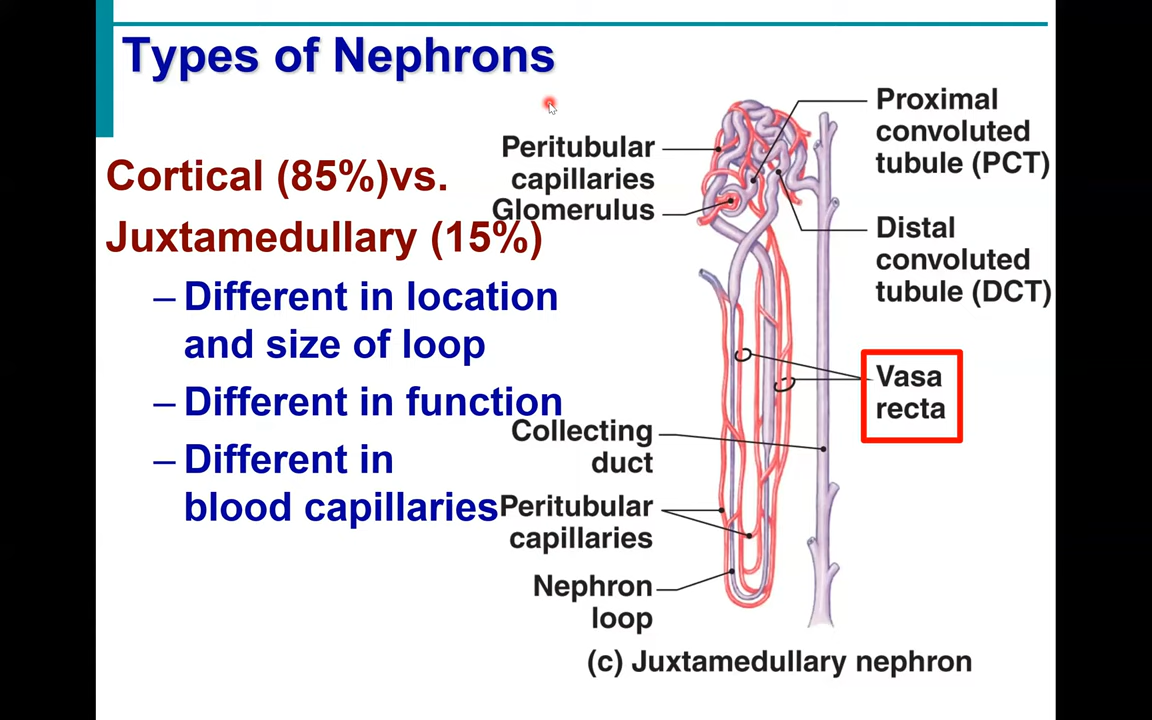 Types of Nephrons
Cortical (85%)vs.
Juxtamedullary (15%)
– Different in location
and size of loop
– Different in function
– Different in
blood capillaries
Peritubular
capillaries
Glomerulus
Collecting
duct
Peritubular
capillaries
Nephron
loop
Proximal
convoluted
tubule (PCT)
Distal
convoluted
tubule (DCT)
Vasa
recta
(c) Juxtamedullary nephron